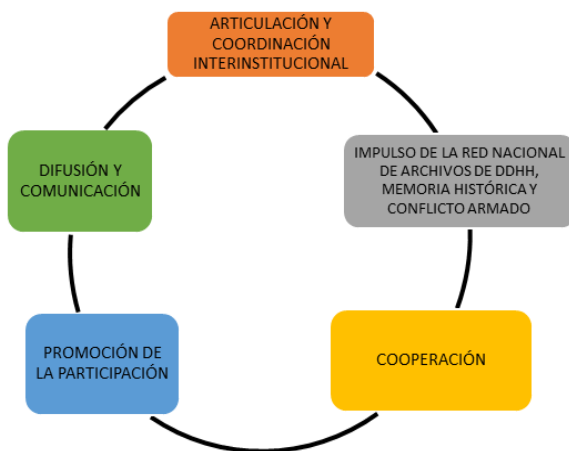 ARTICULACIÓN Y
COORDINACIÓN
INTERINSTITUCIONAL
IMPULSO DE LA RED NACIONAL
DE ARCHIVOS DE DDHH,
MEMORIA HISTÓRICA Y
CONFLICTO ARMADO
COOPERACIÓN
PROMOCIÓN DE
LA PARTICIPACIÓN
DIFUSIÓN Y
COMUNICACIÓN